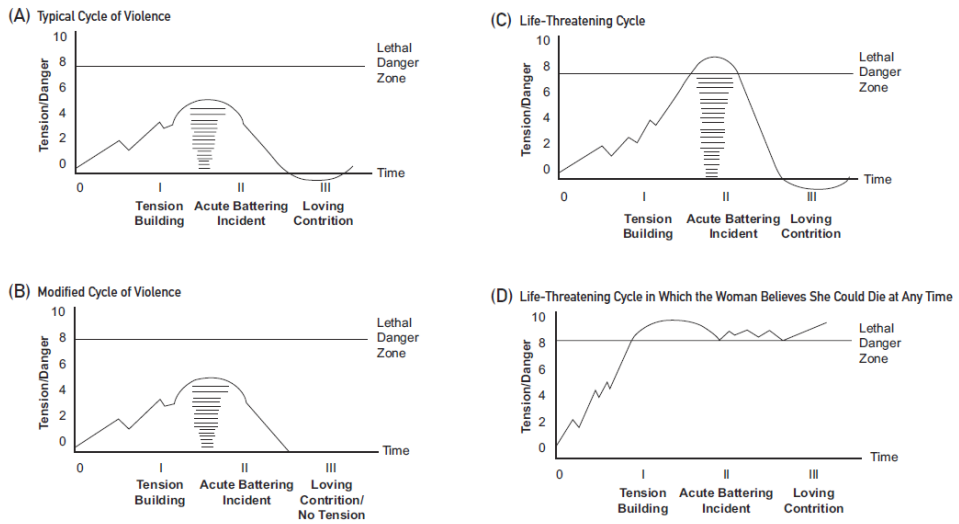 (A) Typical Cycle of Violence
10
8
6
4
2
0
Tension/Danger
Lethal
Danger
Zone
Time
0
I
II
III
Tension
Building
Acute Battering
Incident
Loving
Contrition
(B) Modified Cycle of Violence
10
8
6
4
2
0
Tension/Danger
Lethal
Danger
Zone
Time
0
I
II
III
Tension
Building
Acute Battering
Incident
Loving
Contrition/
No Tension
(C) Life-Threatening Cycle
10
8
6
4
2
0
Tension/Danger
Lethal
Danger
Zone
Time
0
I
II
III
Tension
Building
Acute Battering
Incident
Loving
Contrition
(D) Life-Threatening Cycle in Which the Woman Believes She Could Die at Any Time
10
8
6
4
2
0
Tension/Danger
Lethal
Danger
Zone
Time
0
I
II
III
Tension
Building
Acute Battering
Incident
Loving
Contrition